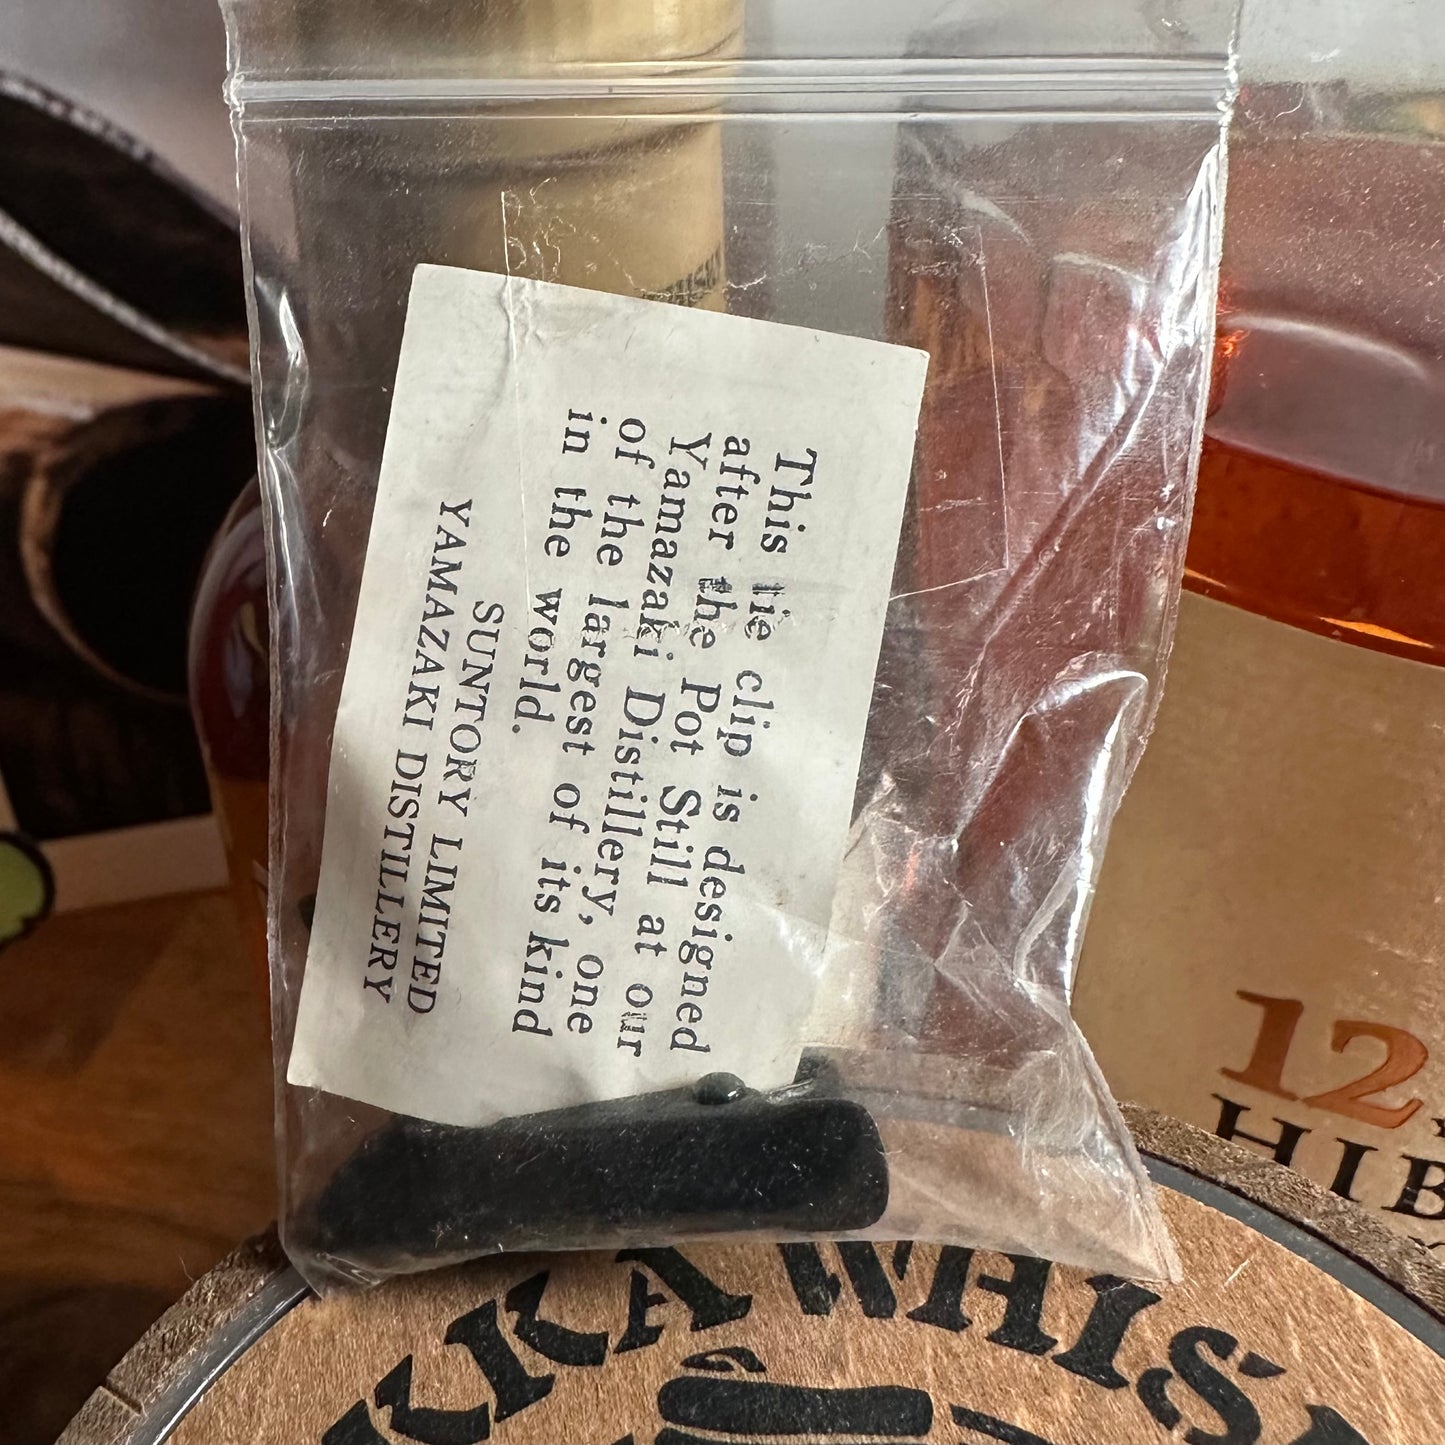 This tie clip is designed
after the Pot Still at our
Yamazaki Distillery, one
of the largest of its kind
in the world.
SUNTORY LIMITED
YAMAZAKI DISTILLERY
12